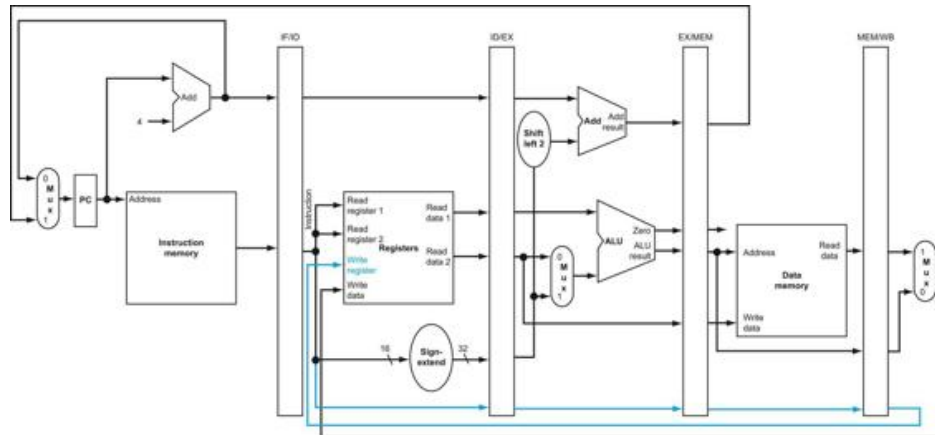 IF/ID
ID/EX
EX/MEM
MEM/WB
Add
4
Shift
left 2
Add
Add
result
0
M
u
x
1
PC
Address
Instruction
memory
Instruction
Read
register 1
Read
register 2
Registers
Write
register
Write
data
Read
data 1
Read
data 2
0
M
u
x
1
ALU
Zero
ALU
result
Address
Read
data
Data
memory
Write
data
1
M
u
x
0
16
Sign-
extend
32